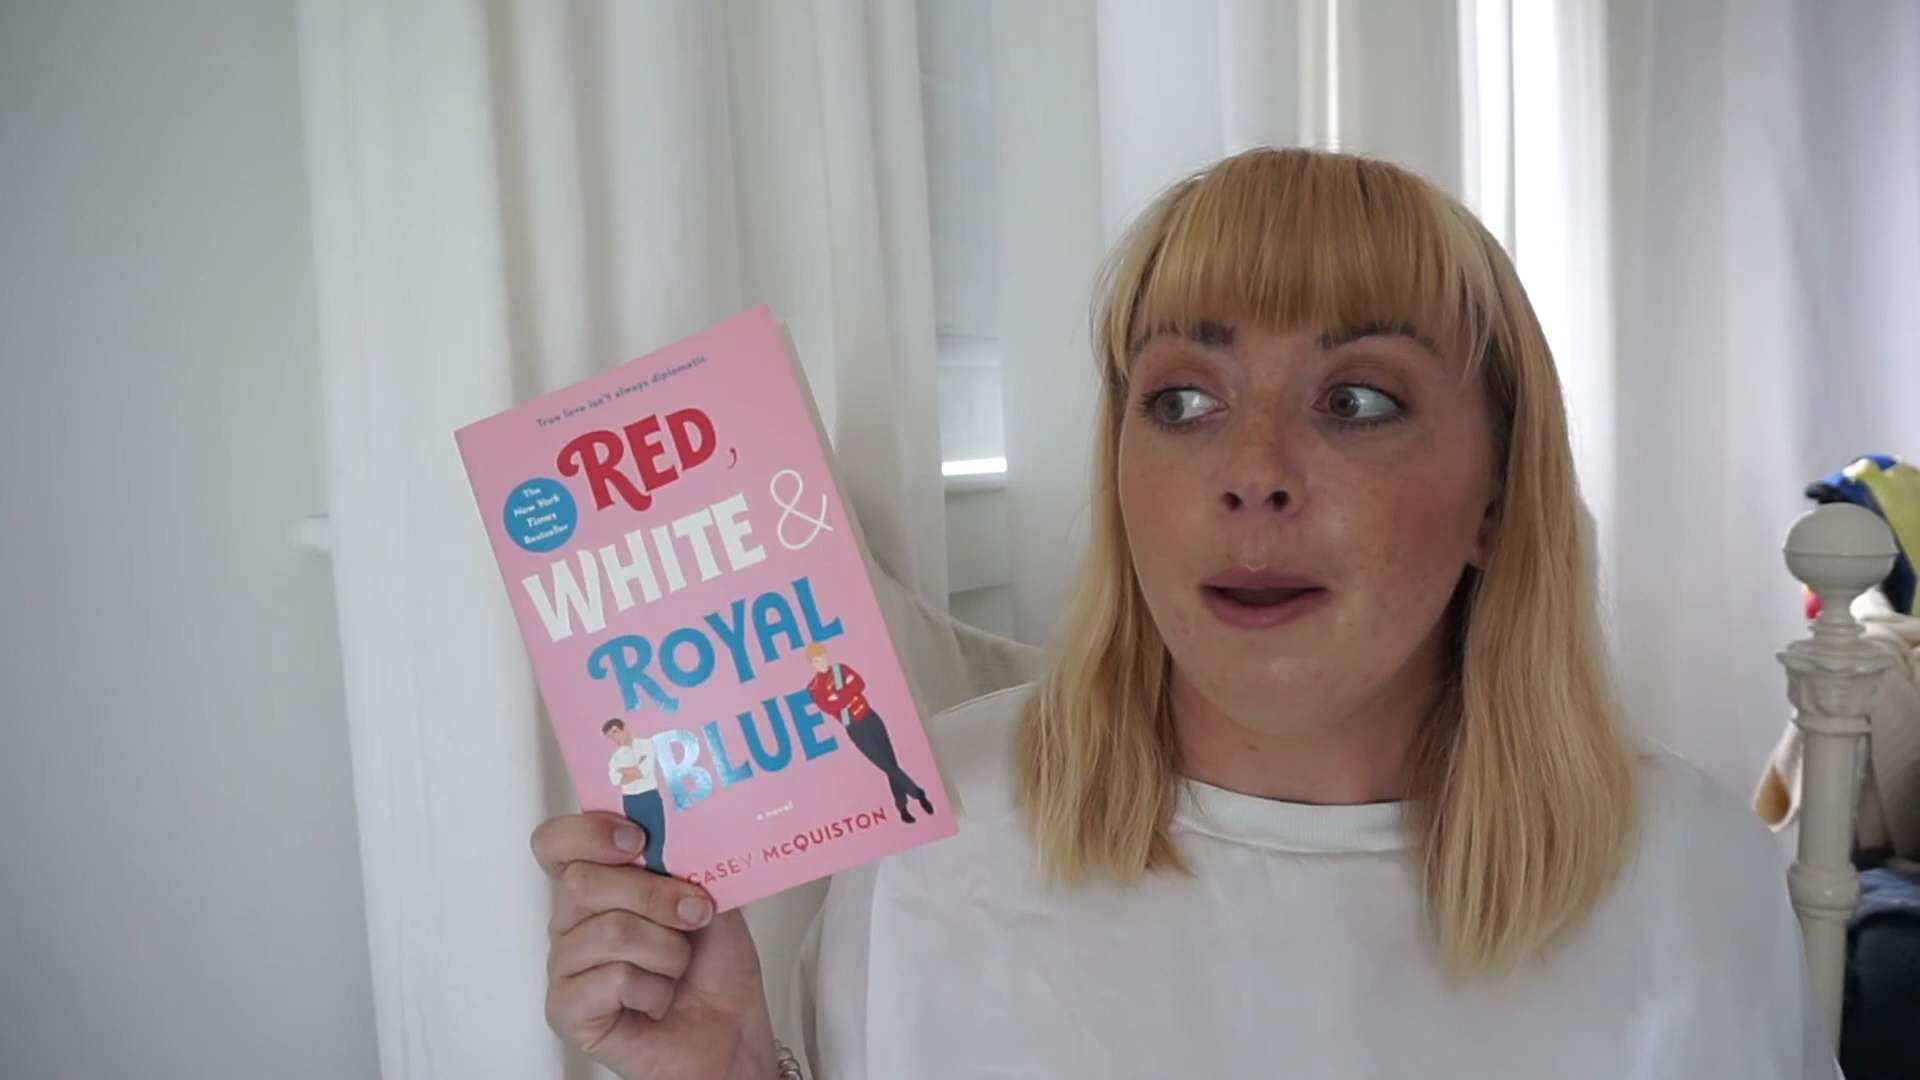 True love isn't always diplomatic.
RED,
The
New York
Times
Bestseller
WHITE &
ROYAL
BLUE
a novel
CASEY McQUISTON